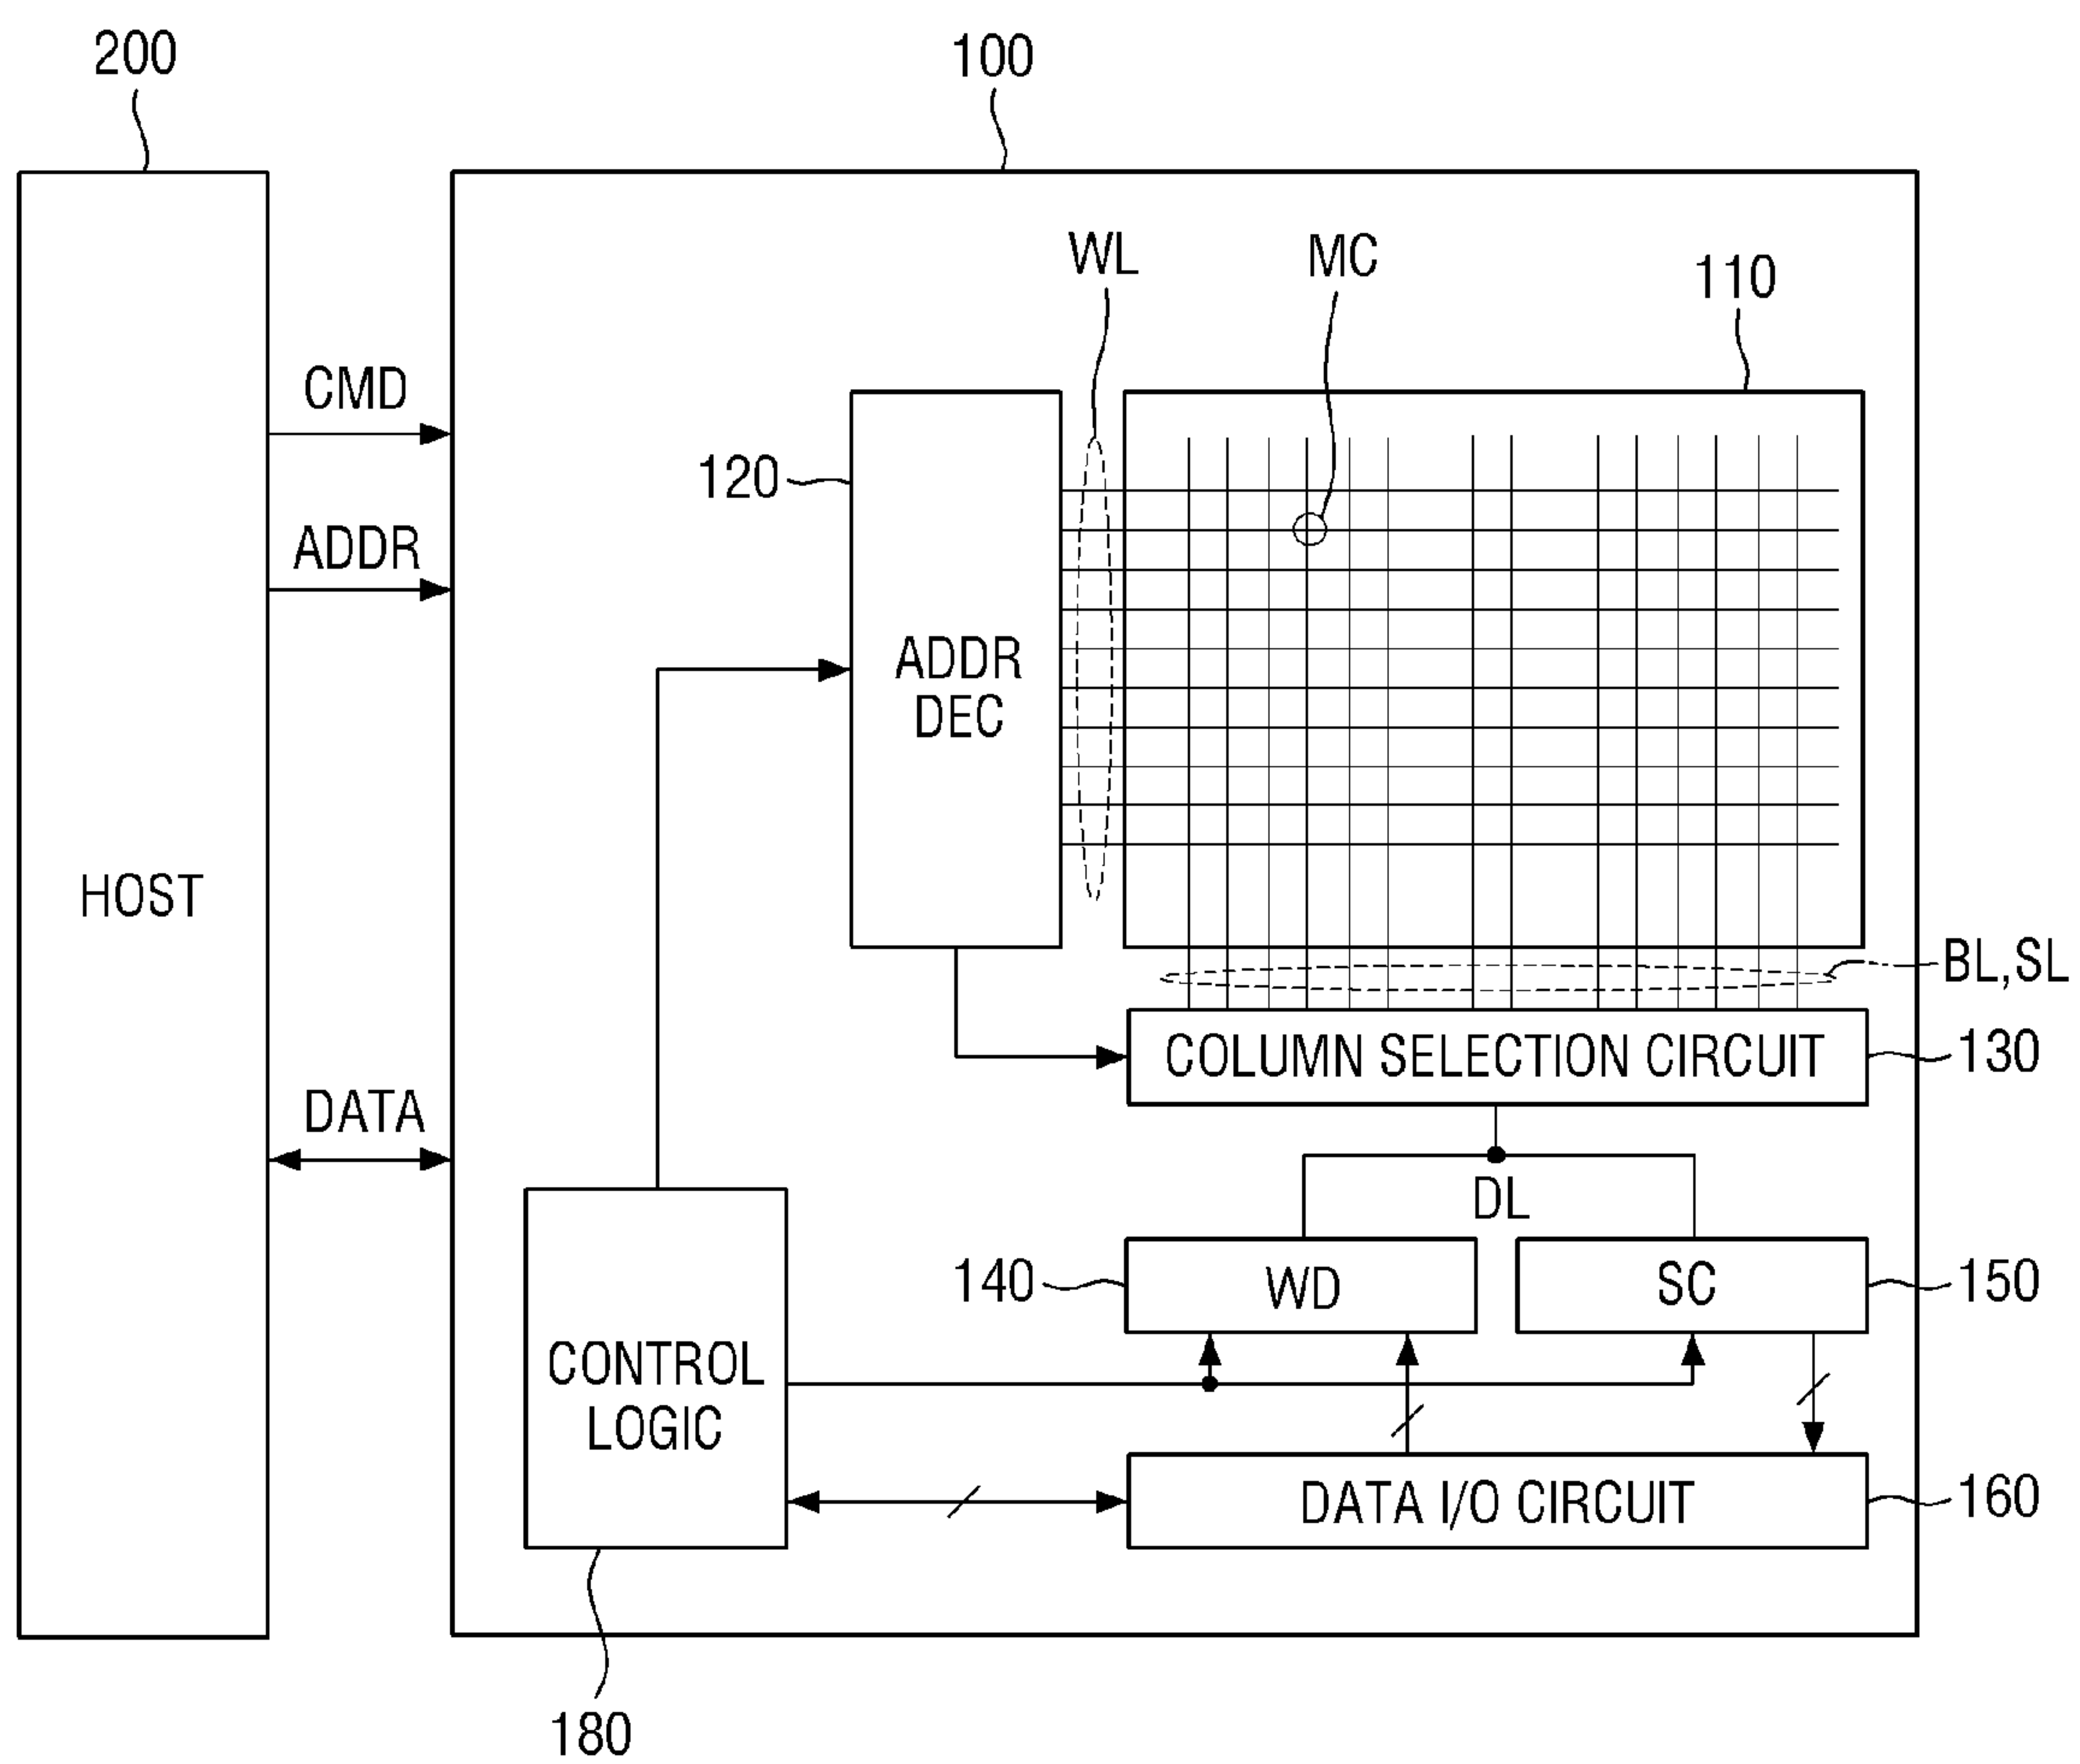 200
100
WL
MC
110
CMD
120
ADDR
ADDR
DEC
HOST
BL,SL
COLUMN SELECTION CIRCUIT
130
DATA
DL
140
WD
SC
150
CONTROL
LOGIC
DATA I/O CIRCUIT
160
180